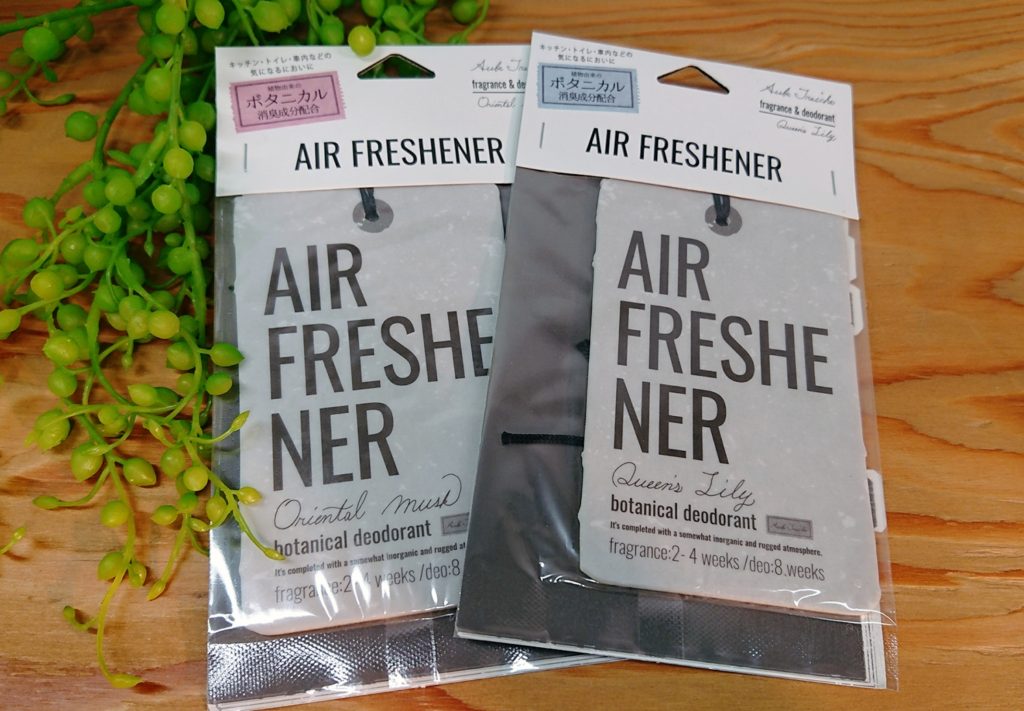 キッチン・トイレ・車内などの
気になるにおいに
植物由来の
ボタニカル
消臭成分配合
fragrance & de
Oriental
AIR FRESHENER
AIR
FRESHE
NER
Oriental Musk
botanical deodorant
It's completed with a somewhat inorganic and rugged at
fragrance:2-4 weeks /deo:8
キッチン・トイレ・車内などの
気になるにおいに
植物由来の
ボタニカル
消臭成分配合
fragrance & deodorant
Queen's Lily
AIR FRESHENER
AIR
FRESHE
NER
Queen's Lily
botanical deodorant
It's completed with a somewhat inorganic and rugged atmosphere.
fragrance:2-4 weeks /deo:8.weeks